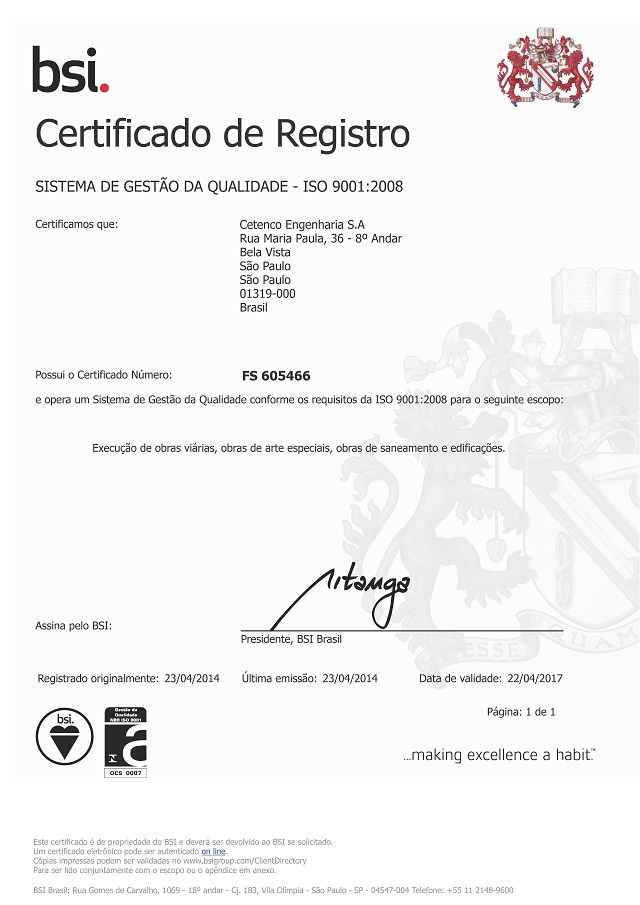 bsi.
Certificado de Registro
SISTEMA DE GESTÃO DA QUALIDADE - ISO 9001:2008
Certificamos que:
Cetenco Engenharia S.A
Rua Maria Paula, 36 - 8º Andar
Bela Vista
São Paulo
São Paulo
01319-000
Brasil
Possui o Certificado Número:
FS 605466
e opera um Sistema de Gestão da Qualidade conforme os requisitos da ISO 9001:2008 para o seguinte escopo:
Execução de obras viárias, obras de arte especiais, obras de saneamento e edificações.
Assina pelo BSI:
Presidente, BSI Brasil
ESSE QUAM
Registrado originalmente: 23/04/2014 Última emissão: 23/04/2014 Data de validade: 22/04/2017
Página: 1 de 1
bsi.
Gestão da
Qualidade
NBR ISO 9001
OCS 0007
...making excellence a habit.™
Este certificado é de propriedade do BSI e deverá ser devolvido ao BSI se solicitado.
Um certificado eletrônico pode ser autenticado on line.
Cópias impressas podem ser validadas no www.bsigroup.com/ClientDirectory
Para ser lido conjuntamente com o escopo ou o apêndice em anexo.
BSI Brasil: Rua Gomes de Carvalho, 1069 - 18º andar - Cj. 183, Vila Olímpia - São Paulo - SP - 04547-004 Telefone: +55 11 2148-9600